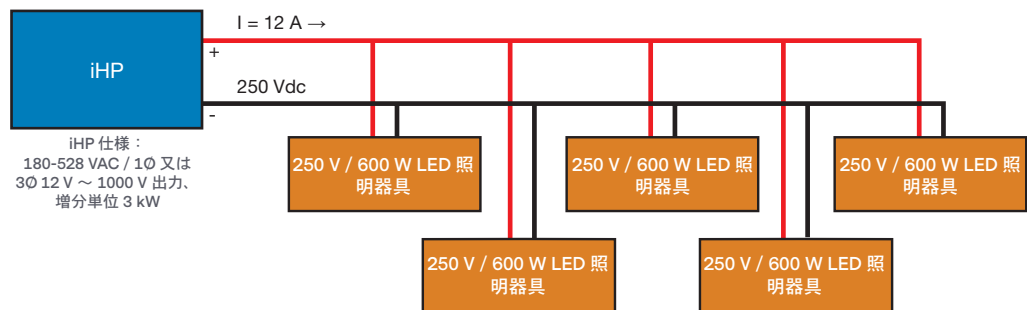 I = 12 A →
iHP
+
250 Vdc
-
iHP 仕様：
180-528 VAC / 1Ø 又は
3Ø 12 V ～ 1000 V 出力、
増分単位 3 kW
250 V / 600 W LED 照
明器具
250 V / 600 W LED 照
明器具
250 V / 600 W LED 照
明器具
250 V / 600 W LED 照
明器具
250 V / 600 W LED 照
明器具